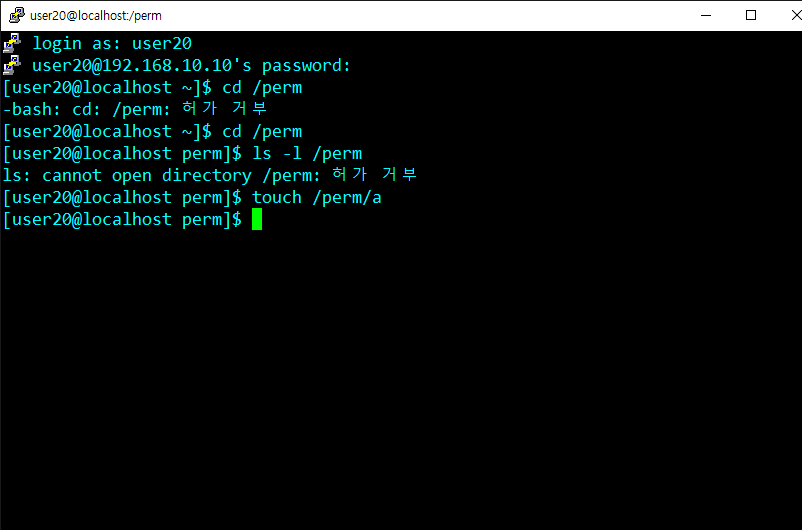 user20@localhost:/perm
login as: user20
user20@192.168.10.10's password:
[user20@localhost ~]$ cd /perm
-bash: cd: /perm: 허가 거부
[user20@localhost ~]$ cd /perm
[user20@localhost perm]$ ls -l /perm
ls: cannot open directory /perm: 허가 거부
[user20@localhost perm]$ touch /perm/a
[user20@localhost perm]$